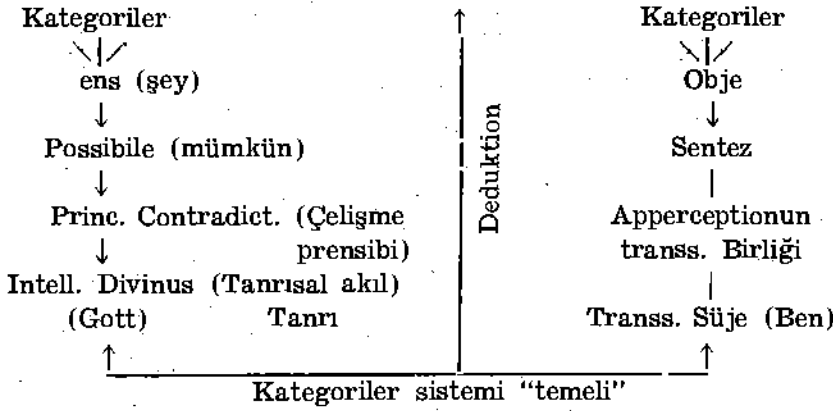 Kategoriler
ens (şey)
Possibile (mümkün)
Princ. Contradict. (Çelişme
prensibi)
Intell. Divinus (Tanrısal akıl)
(Gott) Tanrı
Deduktion
Kategoriler
Obje
Sentez
Apperceptionun
transs. Birliği
Transs. Süje (Ben)
Kategoriler sistemi "temeli"